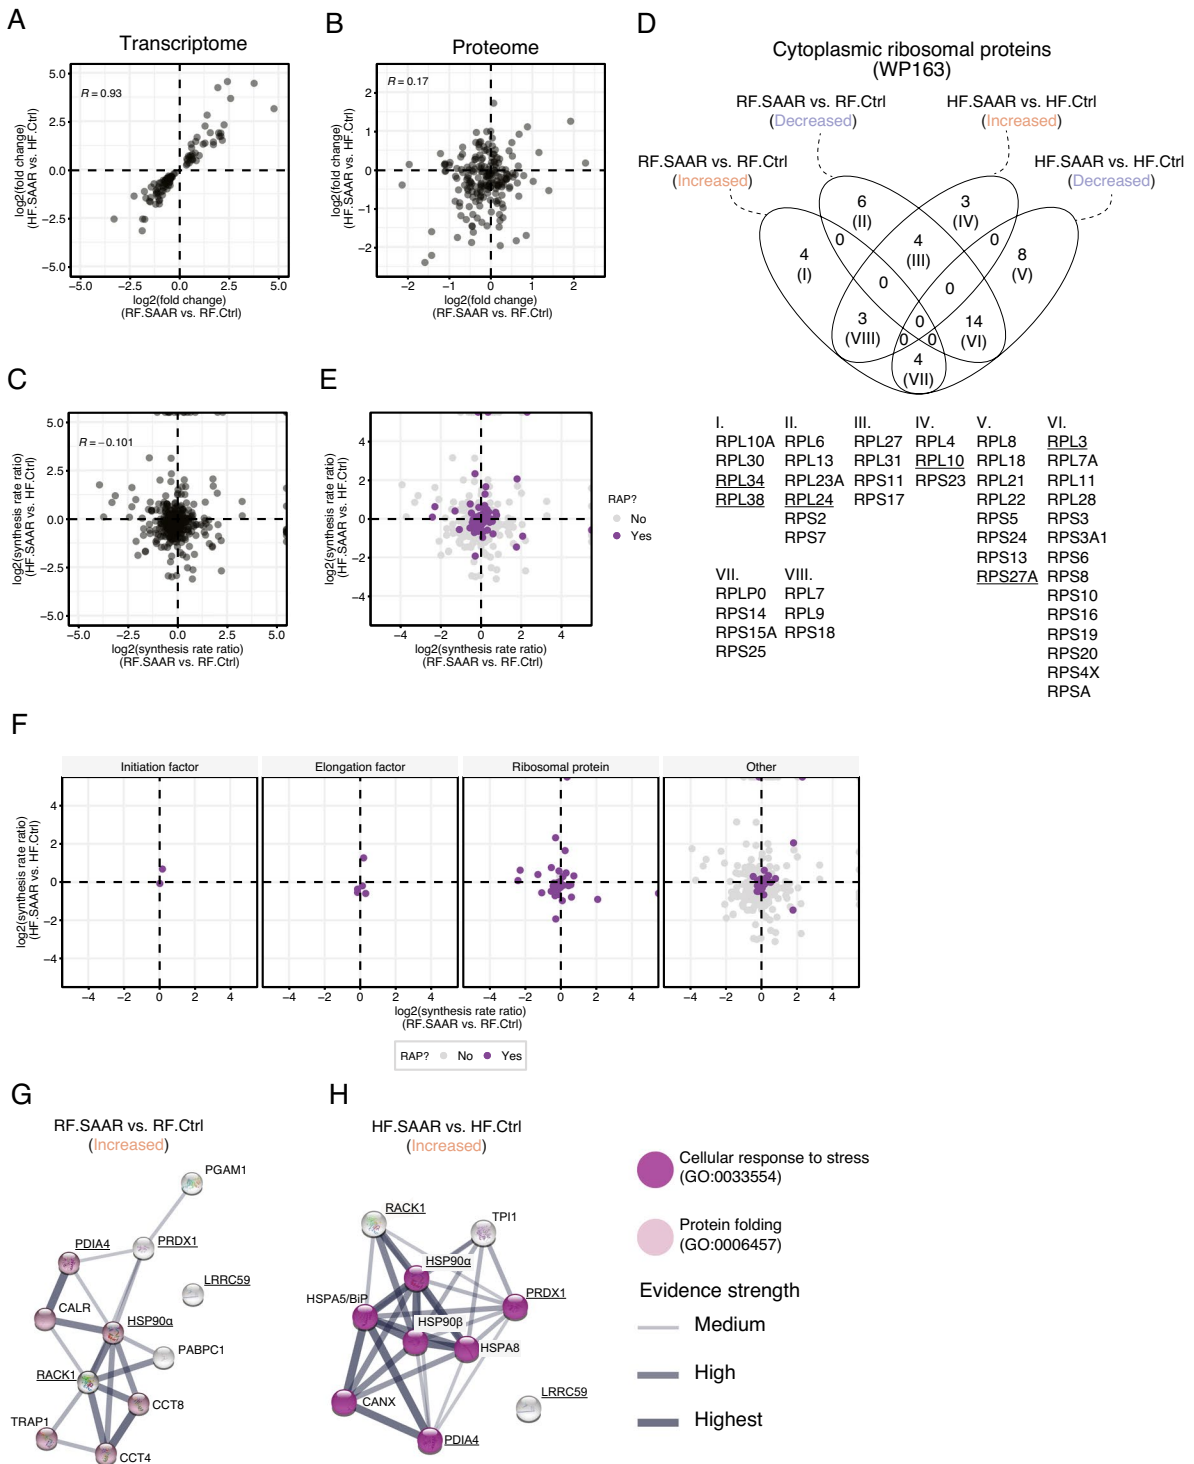 A
Transcriptome
5.0
2.5
0.0
−2.5
−5.0
R = 0.93
log2(fold change)
(HF.SAAR vs. HF.Ctrl)
−5.0 −2.5 0.0 2.5 5.0
log2(fold change)
(RF.SAAR vs. RF.Ctrl)
B
Proteome
2
1
0
−1
−2
R = 0.17
log2(fold change)
(HF.SAAR vs. HF.Ctrl)
−2 −1 0 1 2
log2(fold change)
(RF.SAAR vs. RF.Ctrl)
C
5.0
2.5
0.0
−2.5
−5.0
R = −0.101
log2(synthesis rate ratio)
(HF.SAAR vs. HF.Ctrl)
−5.0 −2.5 0.0 2.5 5.0
log2(synthesis rate ratio)
(RF.SAAR vs. RF.Ctrl)
D
Cytoplasmic ribosomal proteins
(WP163)
RF.SAAR vs. RF.Ctrl
(Decreased)
HF.SAAR vs. HF.Ctrl
(Increased)
RF.SAAR vs. RF.Ctrl
(Increased)
HF.SAAR vs. HF.Ctrl
(Decreased)
6
(II)
3
(IV)
0
4
(III)
0
4
(I)
8
(V)
0
0
3
(VIII)
0
14
(VI)
0
0
4
(VII)
I.
RPL10A
RPL30
RPL34
RPL38
II.
RPL6
RPL13
RPL23A
RPL24
RPS2
RPS7
III.
RPL27
RPL31
RPS11
RPS17
IV.
RPL4
RPL10
RPS23
V.
RPL8
RPL18
RPL21
RPL22
RPS5
RPS24
RPS13
RPS27A
VI.
RPL3
RPL7A
RPL11
RPL28
RPS3
RPS3A1
RPS6
RPS8
RPS10
RPS16
RPS19
RPS20
RPS4X
RPSA
VII.
RPLP0
RPS14
RPS15A
RPS25
VIII.
RPL7
RPL9
RPS18
E
4
2
0
−2
−4
log2(synthesis rate ratio)
(HF.SAAR vs. HF.Ctrl)
−4 −2 0 2 4
log2(synthesis rate ratio)
(RF.SAAR vs. RF.Ctrl)
RAP?
No
Yes
F
Initiation factor
Elongation factor
Ribosomal protein
Other
4
2
0
−2
−4
log2(synthesis rate ratio)
(HF.SAAR vs. HF.Ctrl)
−4 −2 0 2 4
−4 −2 0 2 4
−4 −2 0 2 4
−4 −2 0 2 4
log2(synthesis rate ratio)
(RF.SAAR vs. RF.Ctrl)
RAP? No Yes
G
RF.SAAR vs. RF.Ctrl
(Increased)
PGAM1
PDIA4
PRDX1
LRRC59
CALR
HSP90α
PABPC1
RACK1
CCT8
TRAP1
CCT4
H
HF.SAAR vs. HF.Ctrl
(Increased)
RACK1
TPI1
HSP90α
HSPA5/BiP
PRDX1
HSP90β
HSPA8
LRRC59
CANX
PDIA4
Cellular response to stress
(GO:0033554)
Protein folding
(GO:0006457)
Evidence strength
Medium
High
Highest